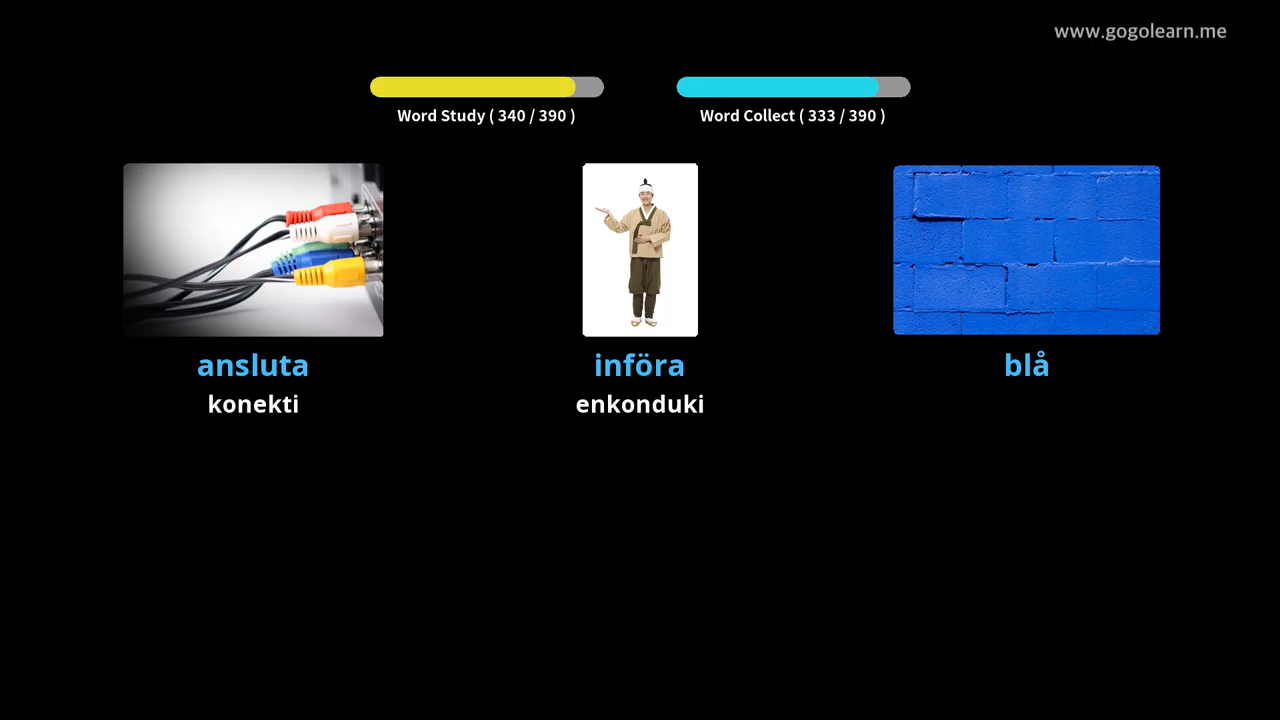 www.gogolearn.me
Word Study ( 340 / 390 )
Word Collect ( 333 / 390 )
ansluta
införa
blå
konekti
enkonduki